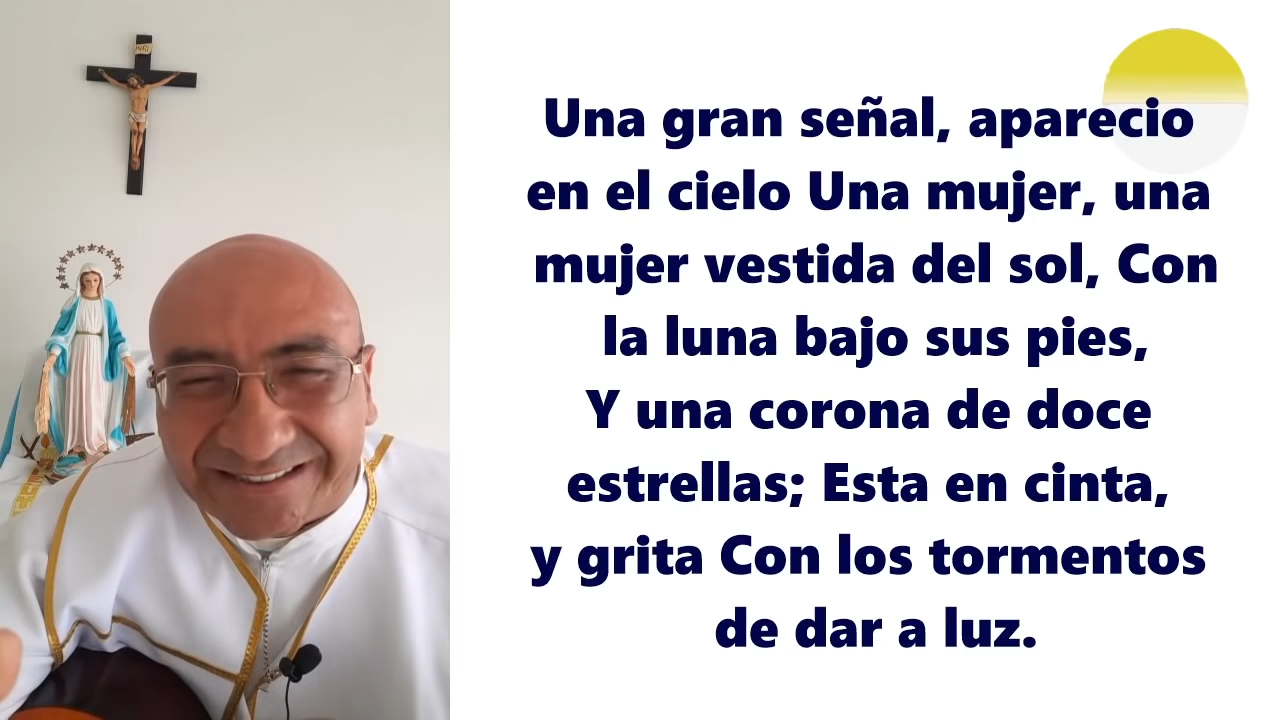 INRI
Una gran señal, aparecio
en el cielo Una mujer, una
mujer vestida del sol, Con
la luna bajo sus pies,
Y una corona de doce
estrellas; Esta en cinta,
y grita Con los tormentos
de dar a luz.